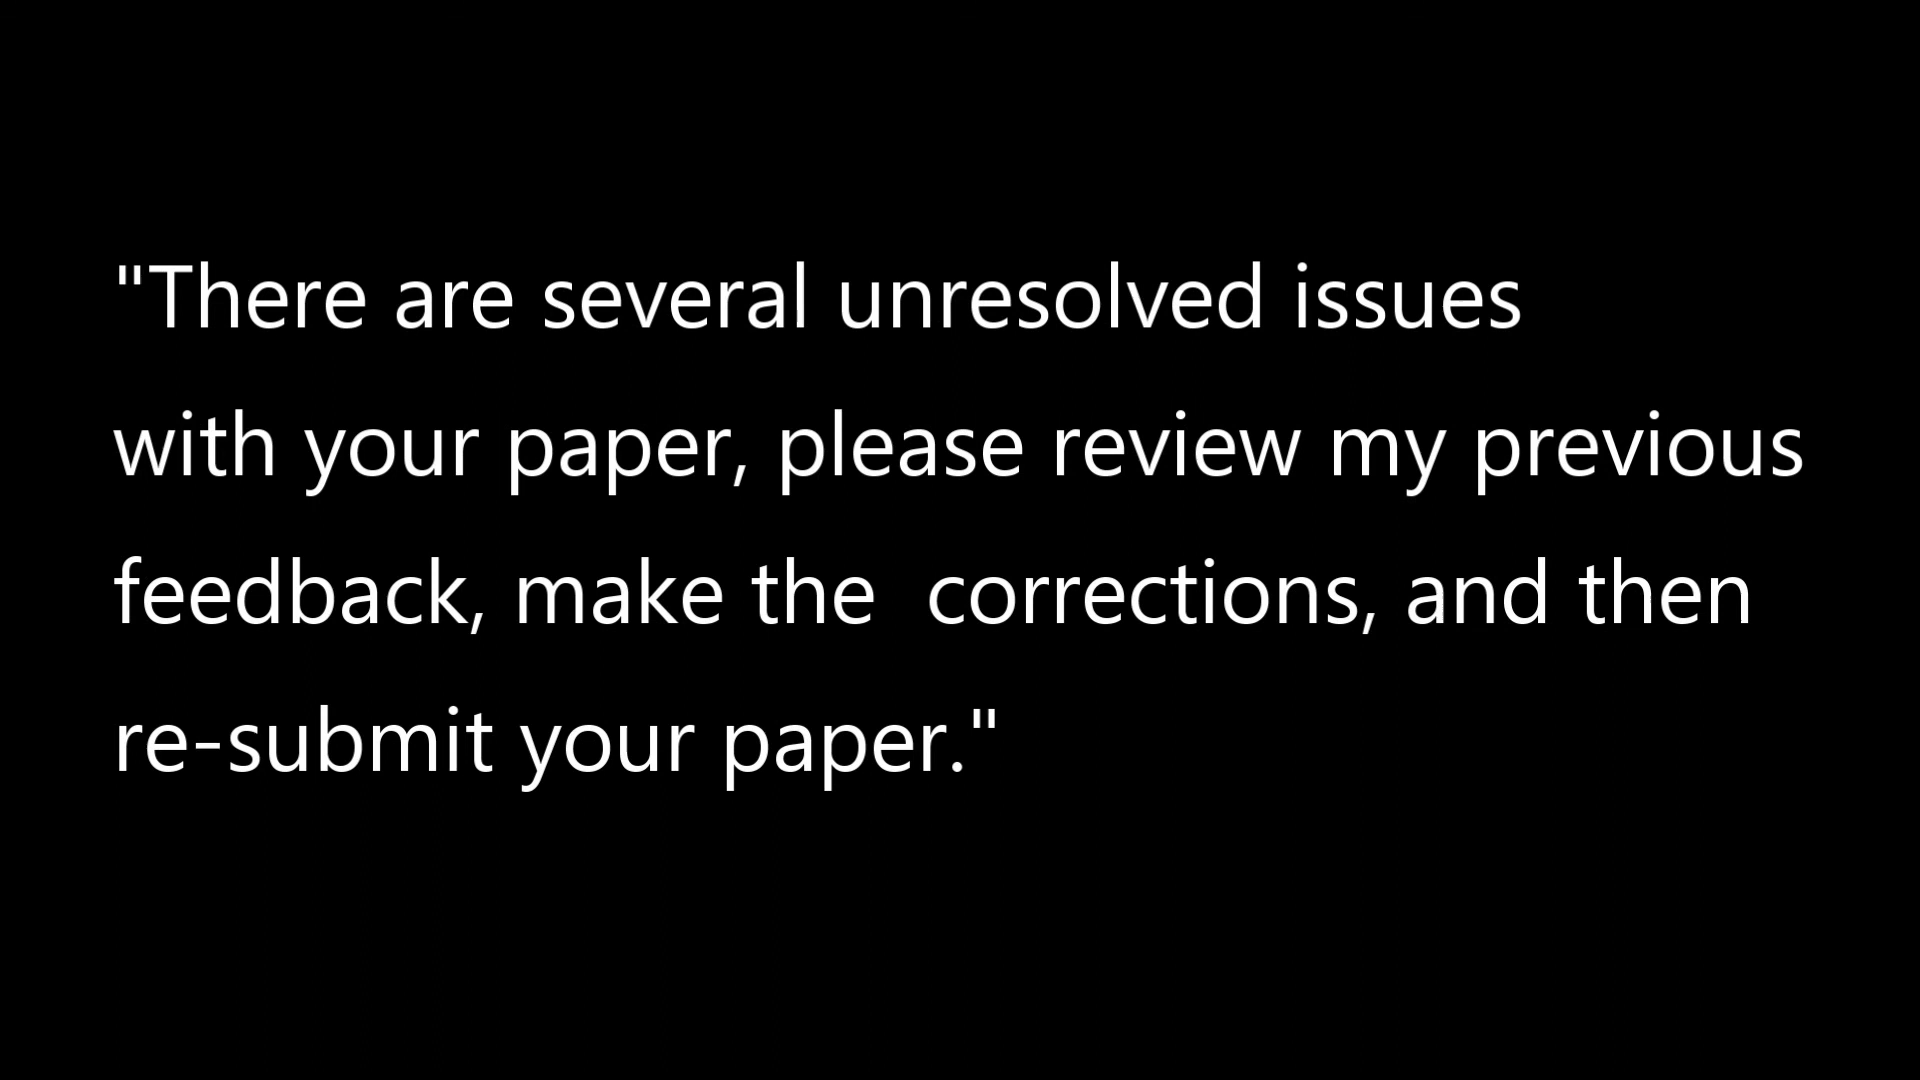 "There are several unresolved issues
with your paper, please review my previous
feedback, make the  corrections, and then
re-submit your paper."